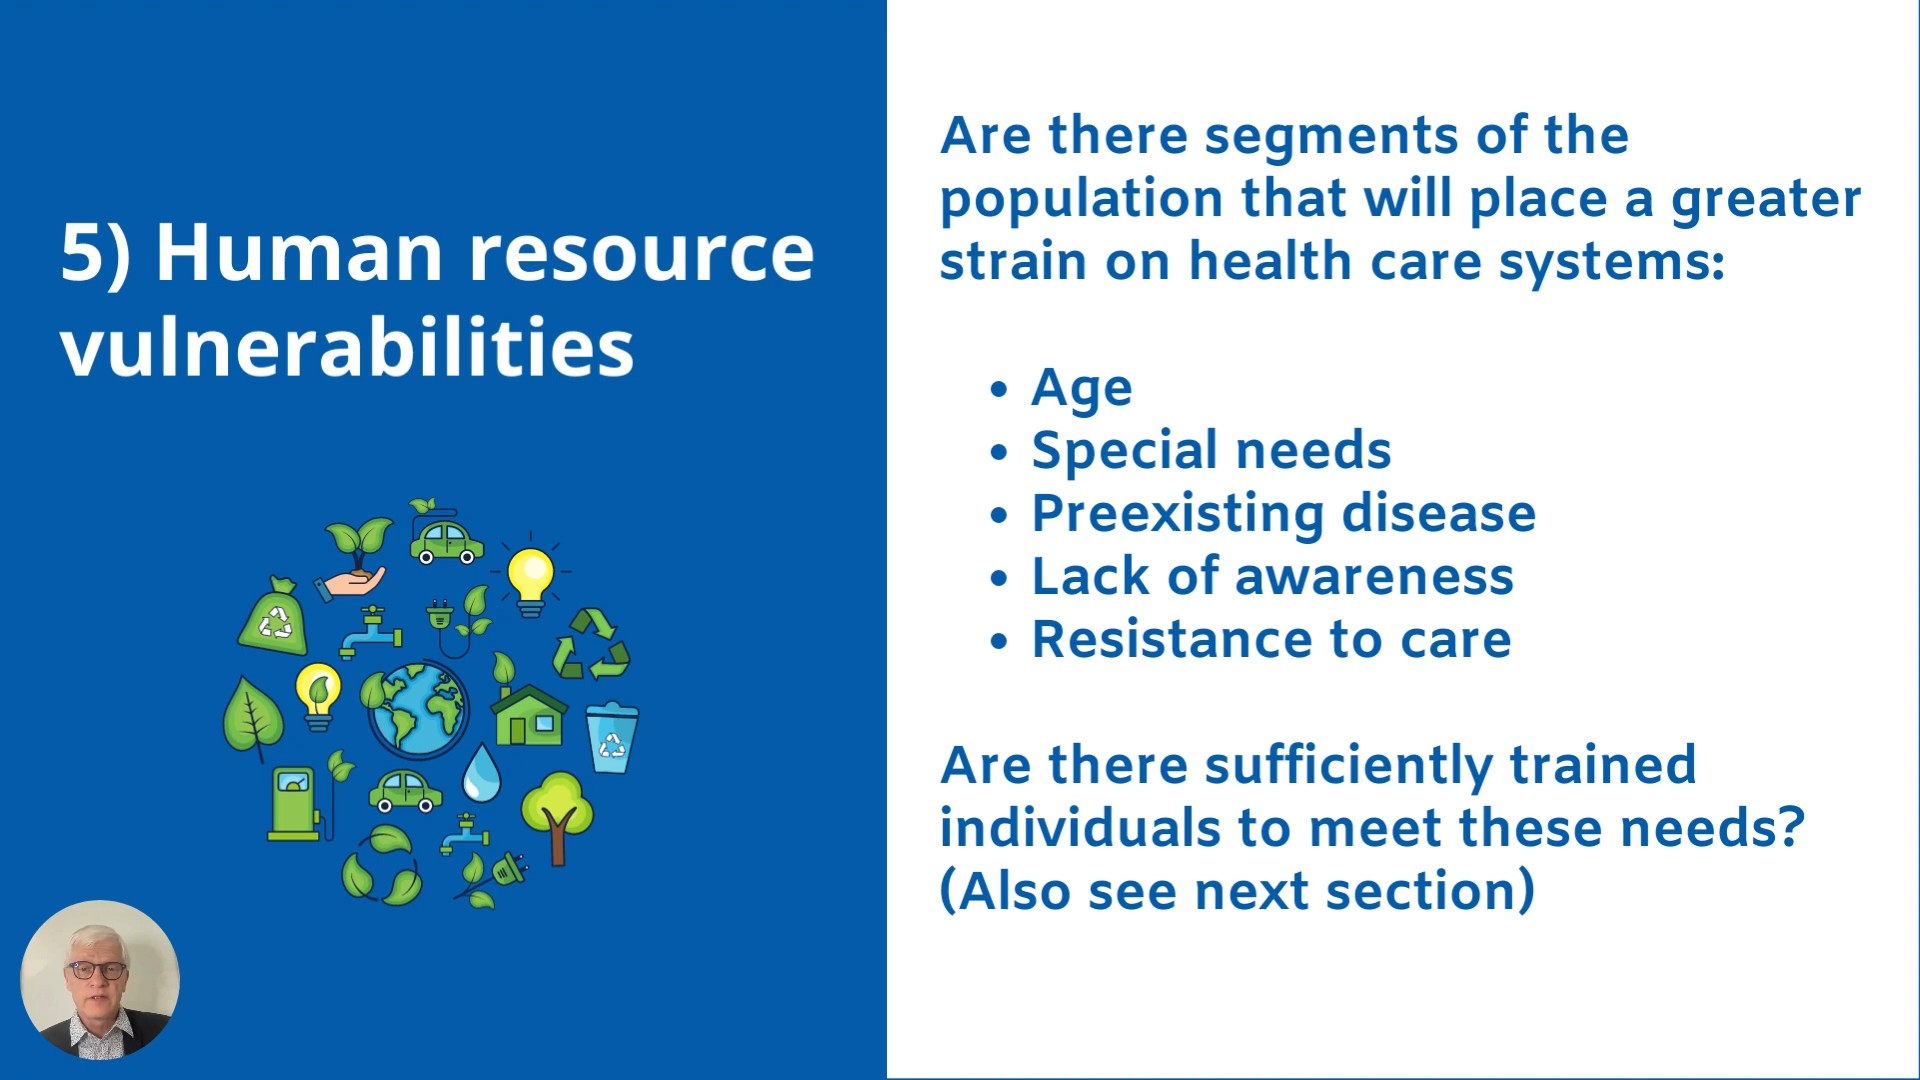 5) Human resource
vulnerabilities
Are there segments of the
population that will place a greater
strain on health care systems:
• Age
• Special needs
• Preexisting disease
• Lack of awareness
• Resistance to care
Are there sufficiently trained
individuals to meet these needs?
(Also see next section)